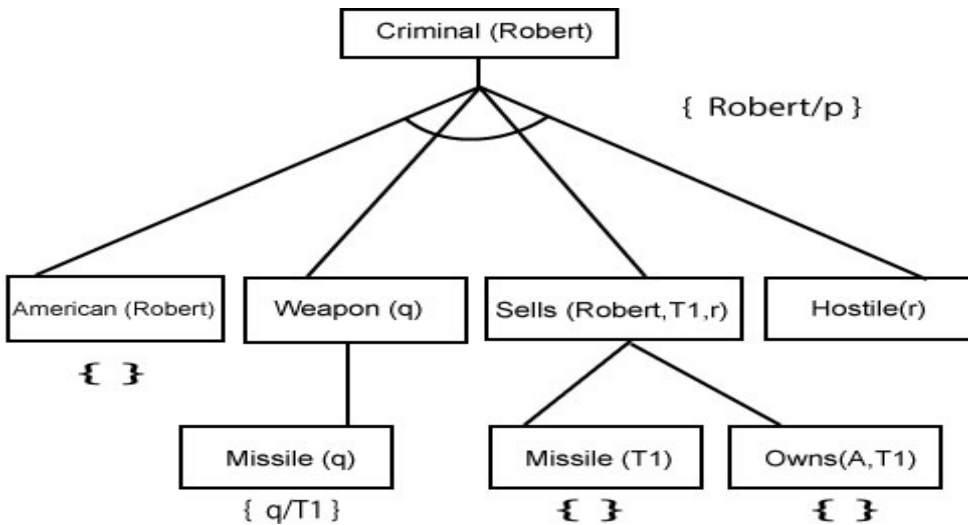 Criminal (Robert)
{ Robert/p }
American (Robert)
Weapon (q)
Sells (Robert,T1,r)
Hostile(r)
{ }
Missile (q)
Missile (T1)
Owns(A,T1)
{ q/T1 }
{ }
{ }